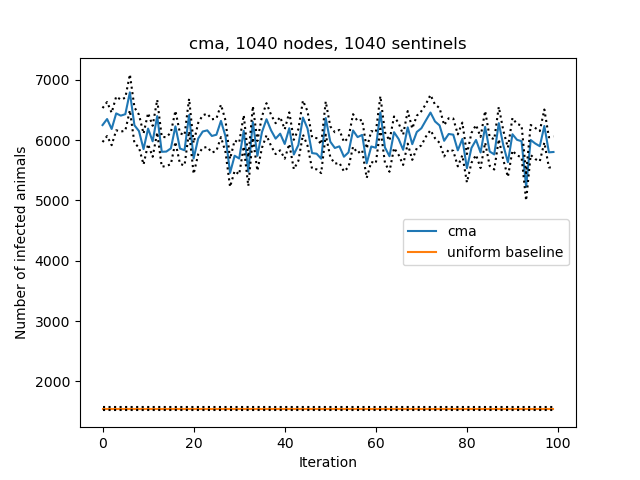 cma, 1040 nodes, 1040 sentinels
7000
6000
5000
4000
3000
2000
Number of infected animals
cma
uniform baseline
0 20 40 60 80 100
Iteration